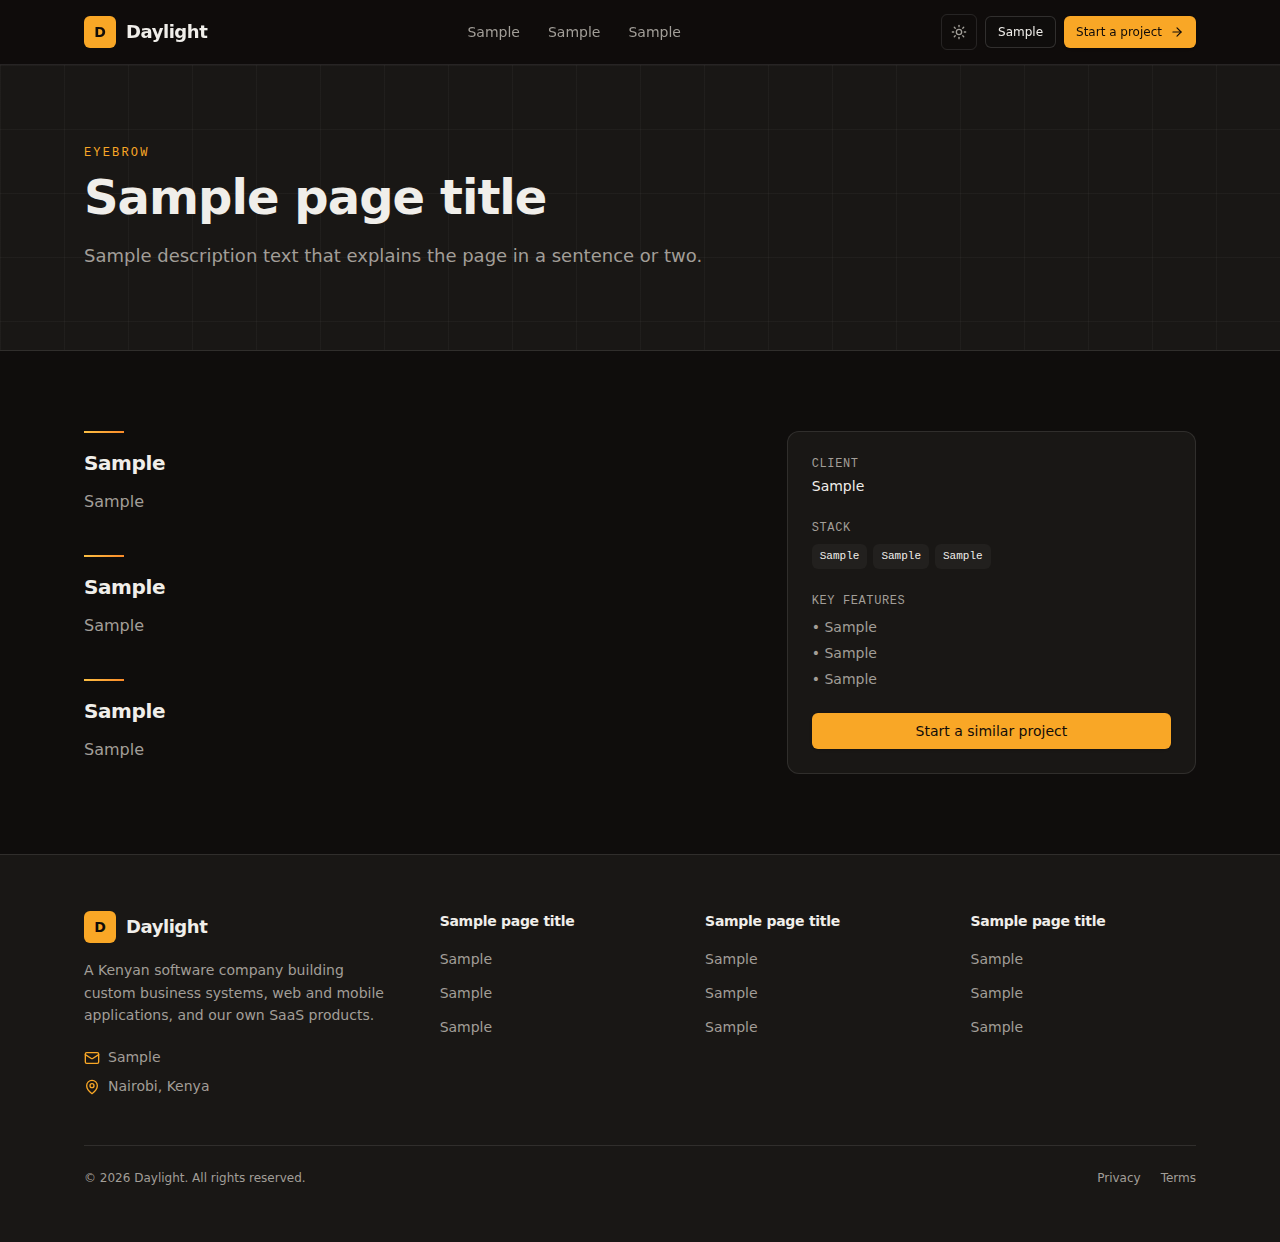 D Daylight Sample Sample Sample Sample Start a project
EYEBROW
Sample page title
Sample description text that explains the page in a sentence or two.
Sample
Sample
Sample
Sample
Sample
Sample
CLIENT
Sample
STACK
Sample Sample Sample
KEY FEATURES
• Sample
• Sample
• Sample
Start a similar project
D Daylight
A Kenyan software company building
custom business systems, web and mobile
applications, and our own SaaS products.
Sample
Nairobi, Kenya
Sample page title
Sample
Sample
Sample
Sample page title
Sample
Sample
Sample
Sample page title
Sample
Sample
Sample
© 2026 Daylight. All rights reserved.
Privacy Terms